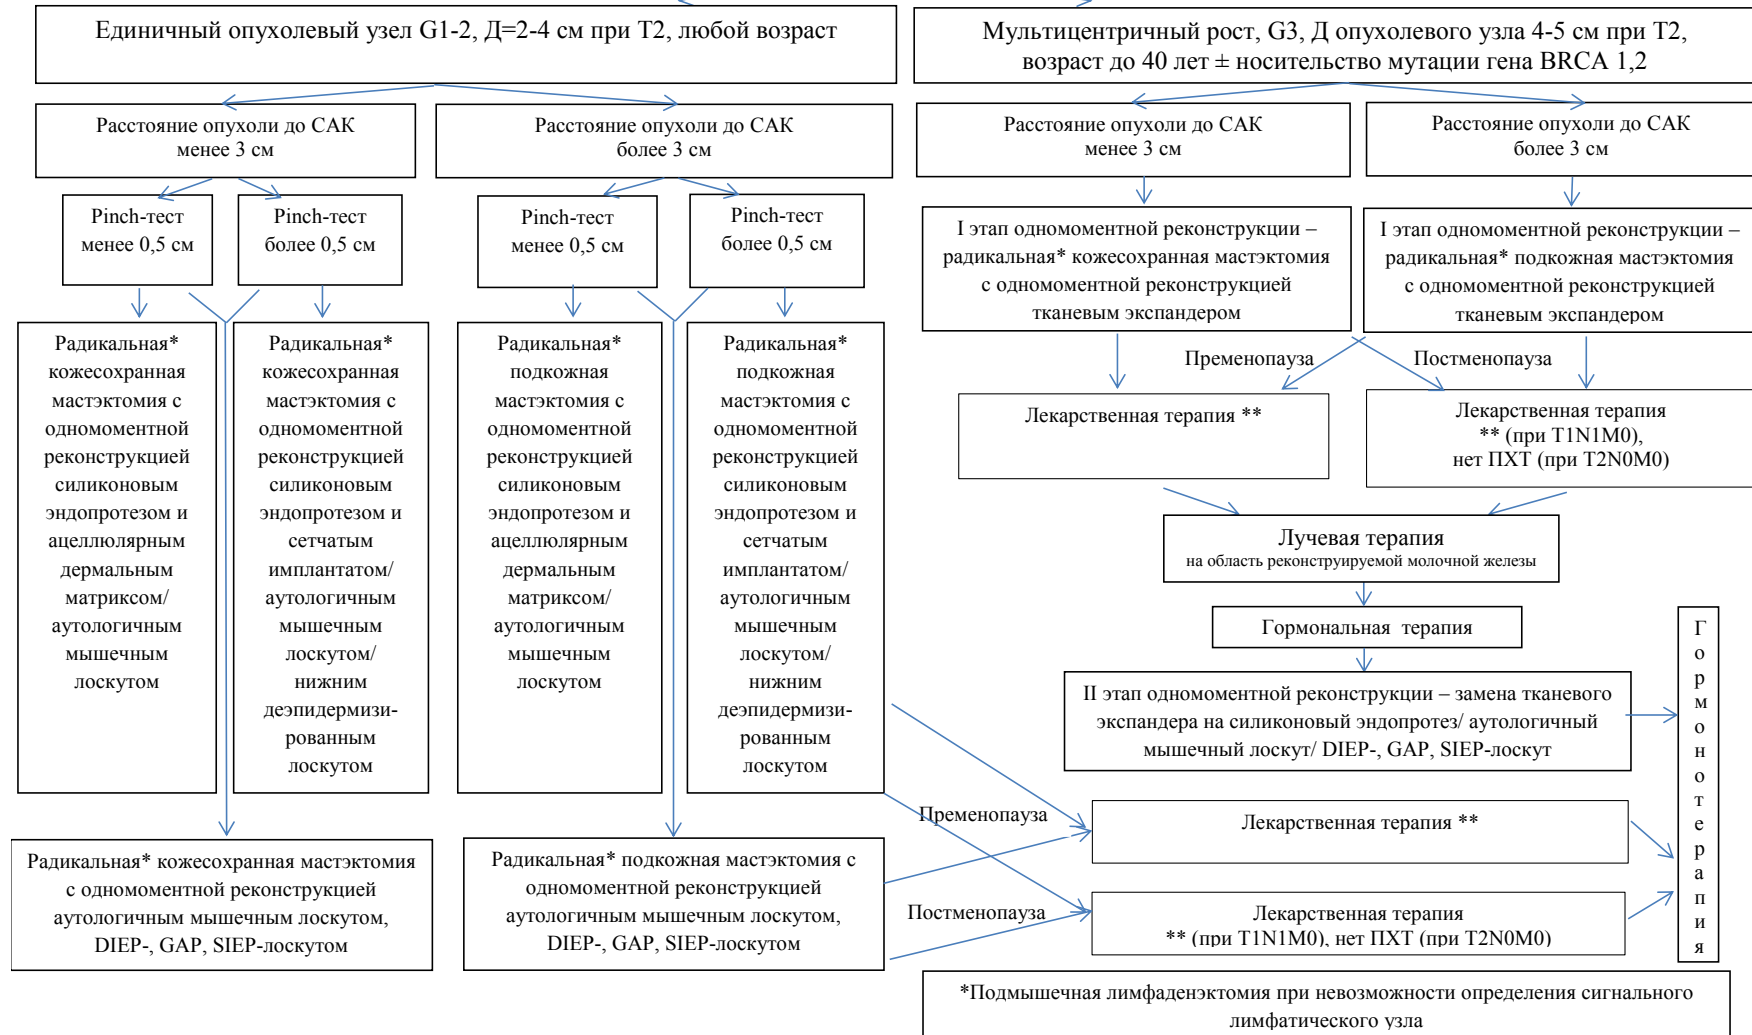 Единичный опухолевый узел G1-2, Д=2-4 см при T2, любой возраст
Мультицентричный рост, G3, Д опухолевого узла 4-5 см при T2,
возраст до 40 лет ± носительство мутации гена BRCA 1,2
Расстояние опухоли до САК
менее 3 см
Расстояние опухоли до САК
более 3 см
Расстояние опухоли до САК
менее 3 см
Расстояние опухоли до САК
более 3 см
Pinch-тест
менее 0,5 см
Pinch-тест
более 0,5 см
Pinch-тест
менее 0,5 см
Pinch-тест
более 0,5 см
I этап одномоментной реконструкции –
радикальная* кожесохранная мастэктомия
с одномоментной реконструкцией
тканевым экспандером
I этап одномоментной реконструкции –
радикальная* подкожная мастэктомия
с одномоментной реконструкцией
тканевым экспандером
Радикальная*
кожесохранная
мастэктомия с
одномоментной
реконструкцией
силиконовым
эндопротезом и
ацеллюлярным
дермальным
матриксом/
аутологичным
мышечным
лоскутом
Радикальная*
кожесохранная
мастэктомия с
одномоментной
реконструкцией
силиконовым
эндопротезом и
сетчатым
имплантатом/
аутологичным
мышечным
лоскутом/
нижним
деэпидермизи-
рованным
лоскутом
Радикальная*
подкожная
мастэктомия с
одномоментной
реконструкцией
силиконовым
эндопротезом и
ацеллюлярным
дермальным
матриксом/
аутологичным
мышечным
лоскутом
Радикальная*
подкожная
мастэктомия с
одномоментной
реконструкцией
силиконовым
эндопротезом и
сетчатым
имплантатом/
аутологичным
мышечным
лоскутом/
нижним
деэпидермизи-
рованным
лоскутом
Пременопауза
Постменопауза
Лекарственная терапия **
Лекарственная терапия
** (при T1N1M0),
нет ПХТ (при T2N0M0)
Лучевая терапия
на область реконструируемой молочной железы
Гормональная терапия
II этап одномоментной реконструкции – замена тканевого
экспандера на силиконовый эндопротез/ аутологичный
мышечный лоскут/ DIEP-, GAP, SIEP-лоскут
Гормонотерапия
Пременопауза
Лекарственная терапия **
Радикальная* кожесохранная мастэктомия
с одномоментной реконструкцией
аутологичным мышечным лоскутом,
DIEP-, GAP, SIEP-лоскутом
Радикальная* подкожная мастэктомия с
одномоментной реконструкцией
аутологичным мышечным лоскутом,
DIEP-, GAP, SIEP-лоскутом
Постменопауза
Лекарственная терапия
** (при T1N1M0), нет ПХТ (при T2N0M0)
*Подмышечная лимфаденэктомия при невозможности определения сигнального
лимфатического узла